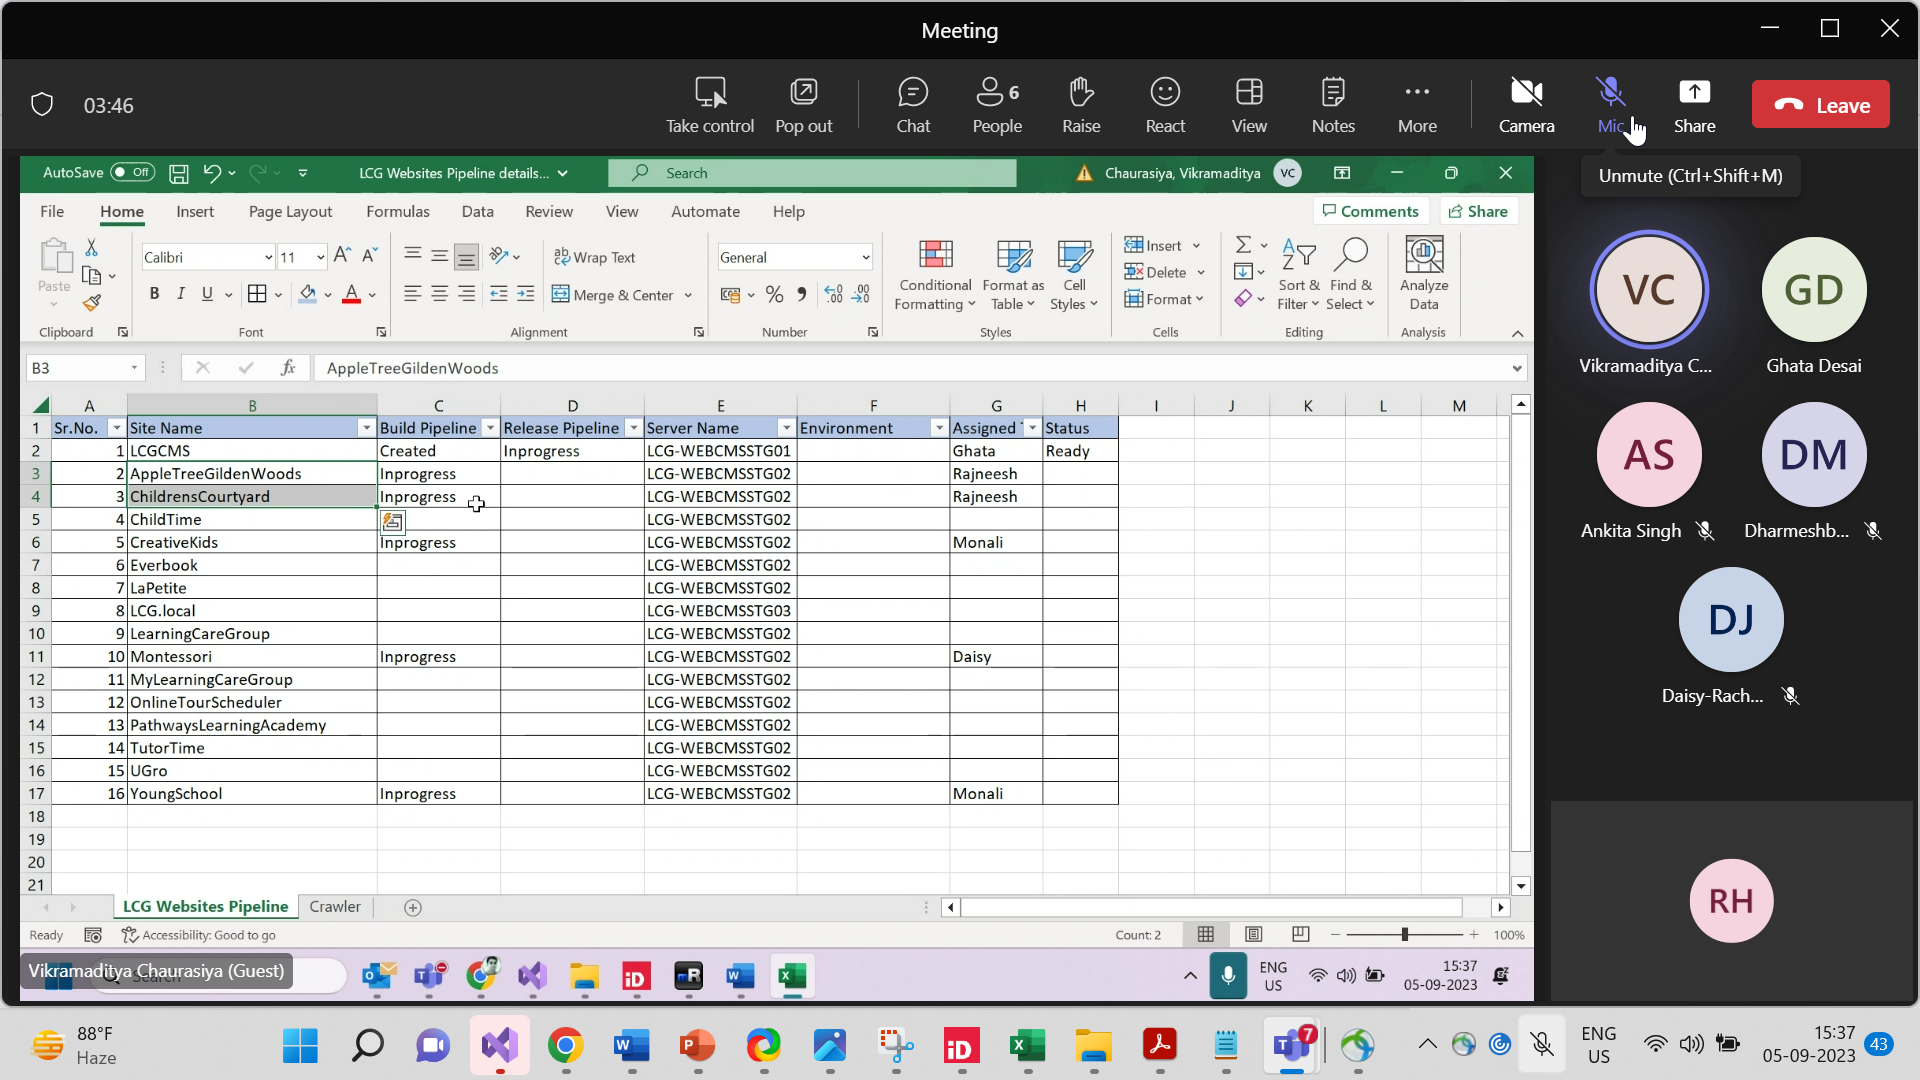 Meeting
03:46
Take control
Pop out
Chat
6
People
Raise
React
View
Notes
More
Camera
Mic
Share
Leave
Unmute (Ctrl+Shift+M)
AutoSave Off
LCG Websites Pipeline details...
Search
Chaurasiya, Vikramaditya VC
File Home Insert Page Layout Formulas Data Review View Automate Help
Comments Share
Paste
Clipboard
Calibri 11
B I U
Font
Wrap Text
Merge & Center
Alignment
General
Number
Conditional Formatting
Format as Table
Cell Styles
Styles
Insert
Delete
Format
Cells
Sort & Filter
Find & Select
Editing
Analyze Data
Analysis
B3 fx AppleTreeGildenWoods
A B C D E F G H I J K L M
1 Sr.No. Site Name Build Pipeline Release Pipeline Server Name Environment Assigned Status
2 1 LCGCMS Created Inprogress LCG-WEBCMSSTG01 Ghata Ready
3 2 AppleTreeGildenWoods Inprogress LCG-WEBCMSSTG02 Rajneesh
4 3 ChildrensCourtyard Inprogress LCG-WEBCMSSTG02 Rajneesh
5 4 ChildTime LCG-WEBCMSSTG02
6 5 CreativeKids Inprogress LCG-WEBCMSSTG02 Monali
7 6 Everbook LCG-WEBCMSSTG02
8 7 LaPetite LCG-WEBCMSSTG02
9 8 LCG.local LCG-WEBCMSSTG03
10 9 LearningCareGroup LCG-WEBCMSSTG02
11 10 Montessori Inprogress LCG-WEBCMSSTG02 Daisy
12 11 MyLearningCareGroup LCG-WEBCMSSTG02
13 12 OnlineTourScheduler LCG-WEBCMSSTG02
14 13 PathwaysLearningAcademy LCG-WEBCMSSTG02
15 14 TutorTime LCG-WEBCMSSTG02
16 15 UGro LCG-WEBCMSSTG02
17 16 YoungSchool Inprogress LCG-WEBCMSSTG02 Monali
18
19
20
21
LCG Websites Pipeline Crawler
Ready Accessibility: Good to go Count: 2 100%
Vikramaditya Chaurasiya (Guest)
ENG
US
15:37
05-09-2023
VC
Vikramaditya C...
GD
Ghata Desai
AS
Ankita Singh
DM
Dharmeshb...
DJ
Daisy-Rach...
RH
88°F
Haze
7
ENG
US
15:37
05-09-2023
43